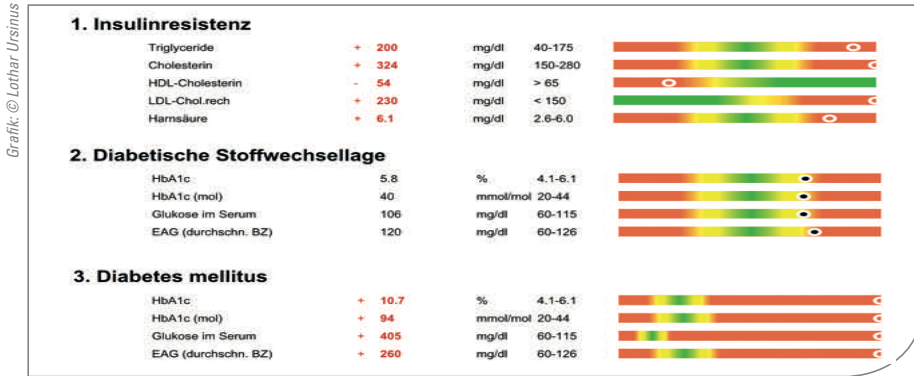 Grafik: © Lothar Ursinus
1. Insulinresistenz
Triglyceride + 200 mg/dl 40-175
Cholesterin + 324 mg/dl 150-280
HDL-Cholesterin - 54 mg/dl > 65
LDL-Chol.rech + 230 mg/dl < 150
Harnsäure + 6.1 mg/dl 2.6-6.0
2. Diabetische Stoffwechsellage
HbA1c 5.8 % 4.1-6.1
HbA1c (mol) 40 mmol/mol 20-44
Glukose im Serum 106 mg/dl 60-115
EAG (durchschn. BZ) 120 mg/dl 60-126
3. Diabetes mellitus
HbA1c + 10.7 % 4.1-6.1
HbA1c (mol) + 94 mmol/mol 20-44
Glukose im Serum + 405 mg/dl 60-115
EAG (durchschn. BZ) + 260 mg/dl 60-126